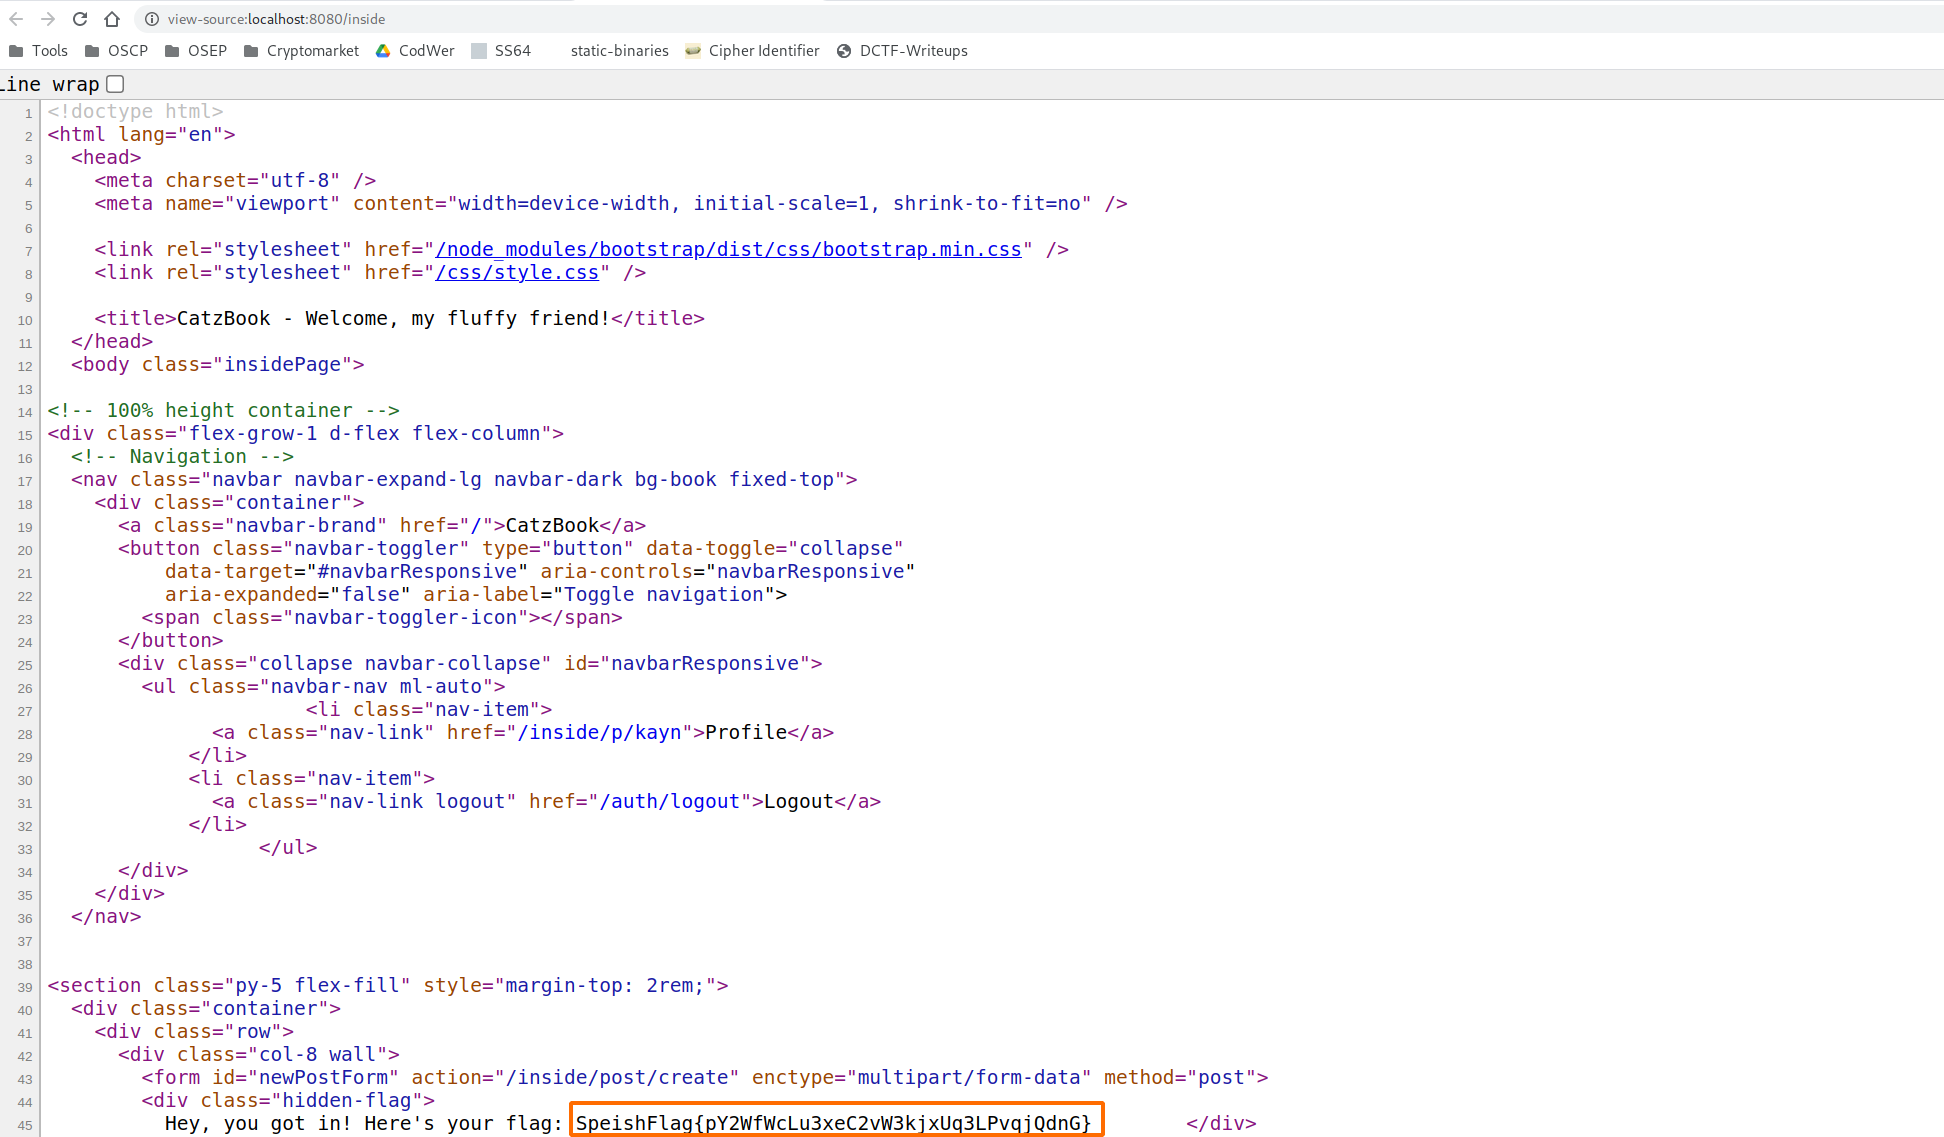 view-source:localhost:8080/inside
Tools OSCP OSEP Cryptomarket CodWer SS64 static-binaries Cipher Identifier DCTF-Writeups
Line wrap
1 <!doctype html>
2 <html lang="en">
3 <head>
4 <meta charset="utf-8" />
5 <meta name="viewport" content="width=device-width, initial-scale=1, shrink-to-fit=no" />
6
7 <link rel="stylesheet" href="/node_modules/bootstrap/dist/css/bootstrap.min.css" />
8 <link rel="stylesheet" href="/css/style.css" />
9
10 <title>CatzBook - Welcome, my fluffy friend!</title>
11 </head>
12 <body class="insidePage">
13
14 <!-- 100% height container -->
15 <div class="flex-grow-1 d-flex flex-column">
16 <!-- Navigation -->
17 <nav class="navbar navbar-expand-lg navbar-dark bg-book fixed-top">
18 <div class="container">
19 <a class="navbar-brand" href="/">CatzBook</a>
20 <button class="navbar-toggler" type="button" data-toggle="collapse"
21 data-target="#navbarResponsive" aria-controls="navbarResponsive"
22 aria-expanded="false" aria-label="Toggle navigation">
23 <span class="navbar-toggler-icon"></span>
24 </button>
25 <div class="collapse navbar-collapse" id="navbarResponsive">
26 <ul class="navbar-nav ml-auto">
27 <li class="nav-item">
28 <a class="nav-link" href="/inside/p/kayn">Profile</a>
29 </li>
30 <li class="nav-item">
31 <a class="nav-link logout" href="/auth/logout">Logout</a>
32 </li>
33 </ul>
34 </div>
35 </div>
36 </nav>
37
38
39 <section class="py-5 flex-fill" style="margin-top: 2rem;">
40 <div class="container">
41 <div class="row">
42 <div class="col-8 wall">
43 <form id="newPostForm" action="/inside/post/create" enctype="multipart/form-data" method="post">
44 <div class="hidden-flag">
45 Hey, you got in! Here's your flag: SpeishFlag{pY2WfWcLu3xeC2vW3kjxUq3LPvqjQdnG} </div>